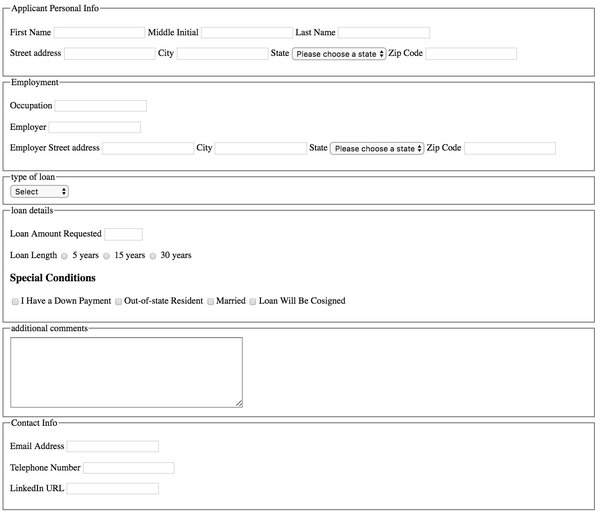 Applicant Personal Info
First Name Middle Initial Last Name
Street address City State Please choose a state Zip Code
Employment
Occupation
Employer
Employer Street address City State Please choose a state Zip Code
type of loan
Select
loan details
Loan Amount Requested
Loan Length 5 years 15 years 30 years
Special Conditions
I Have a Down Payment Out-of-state Resident Married Loan Will Be Cosigned
additional comments
Contact Info
Email Address
Telephone Number
LinkedIn URL